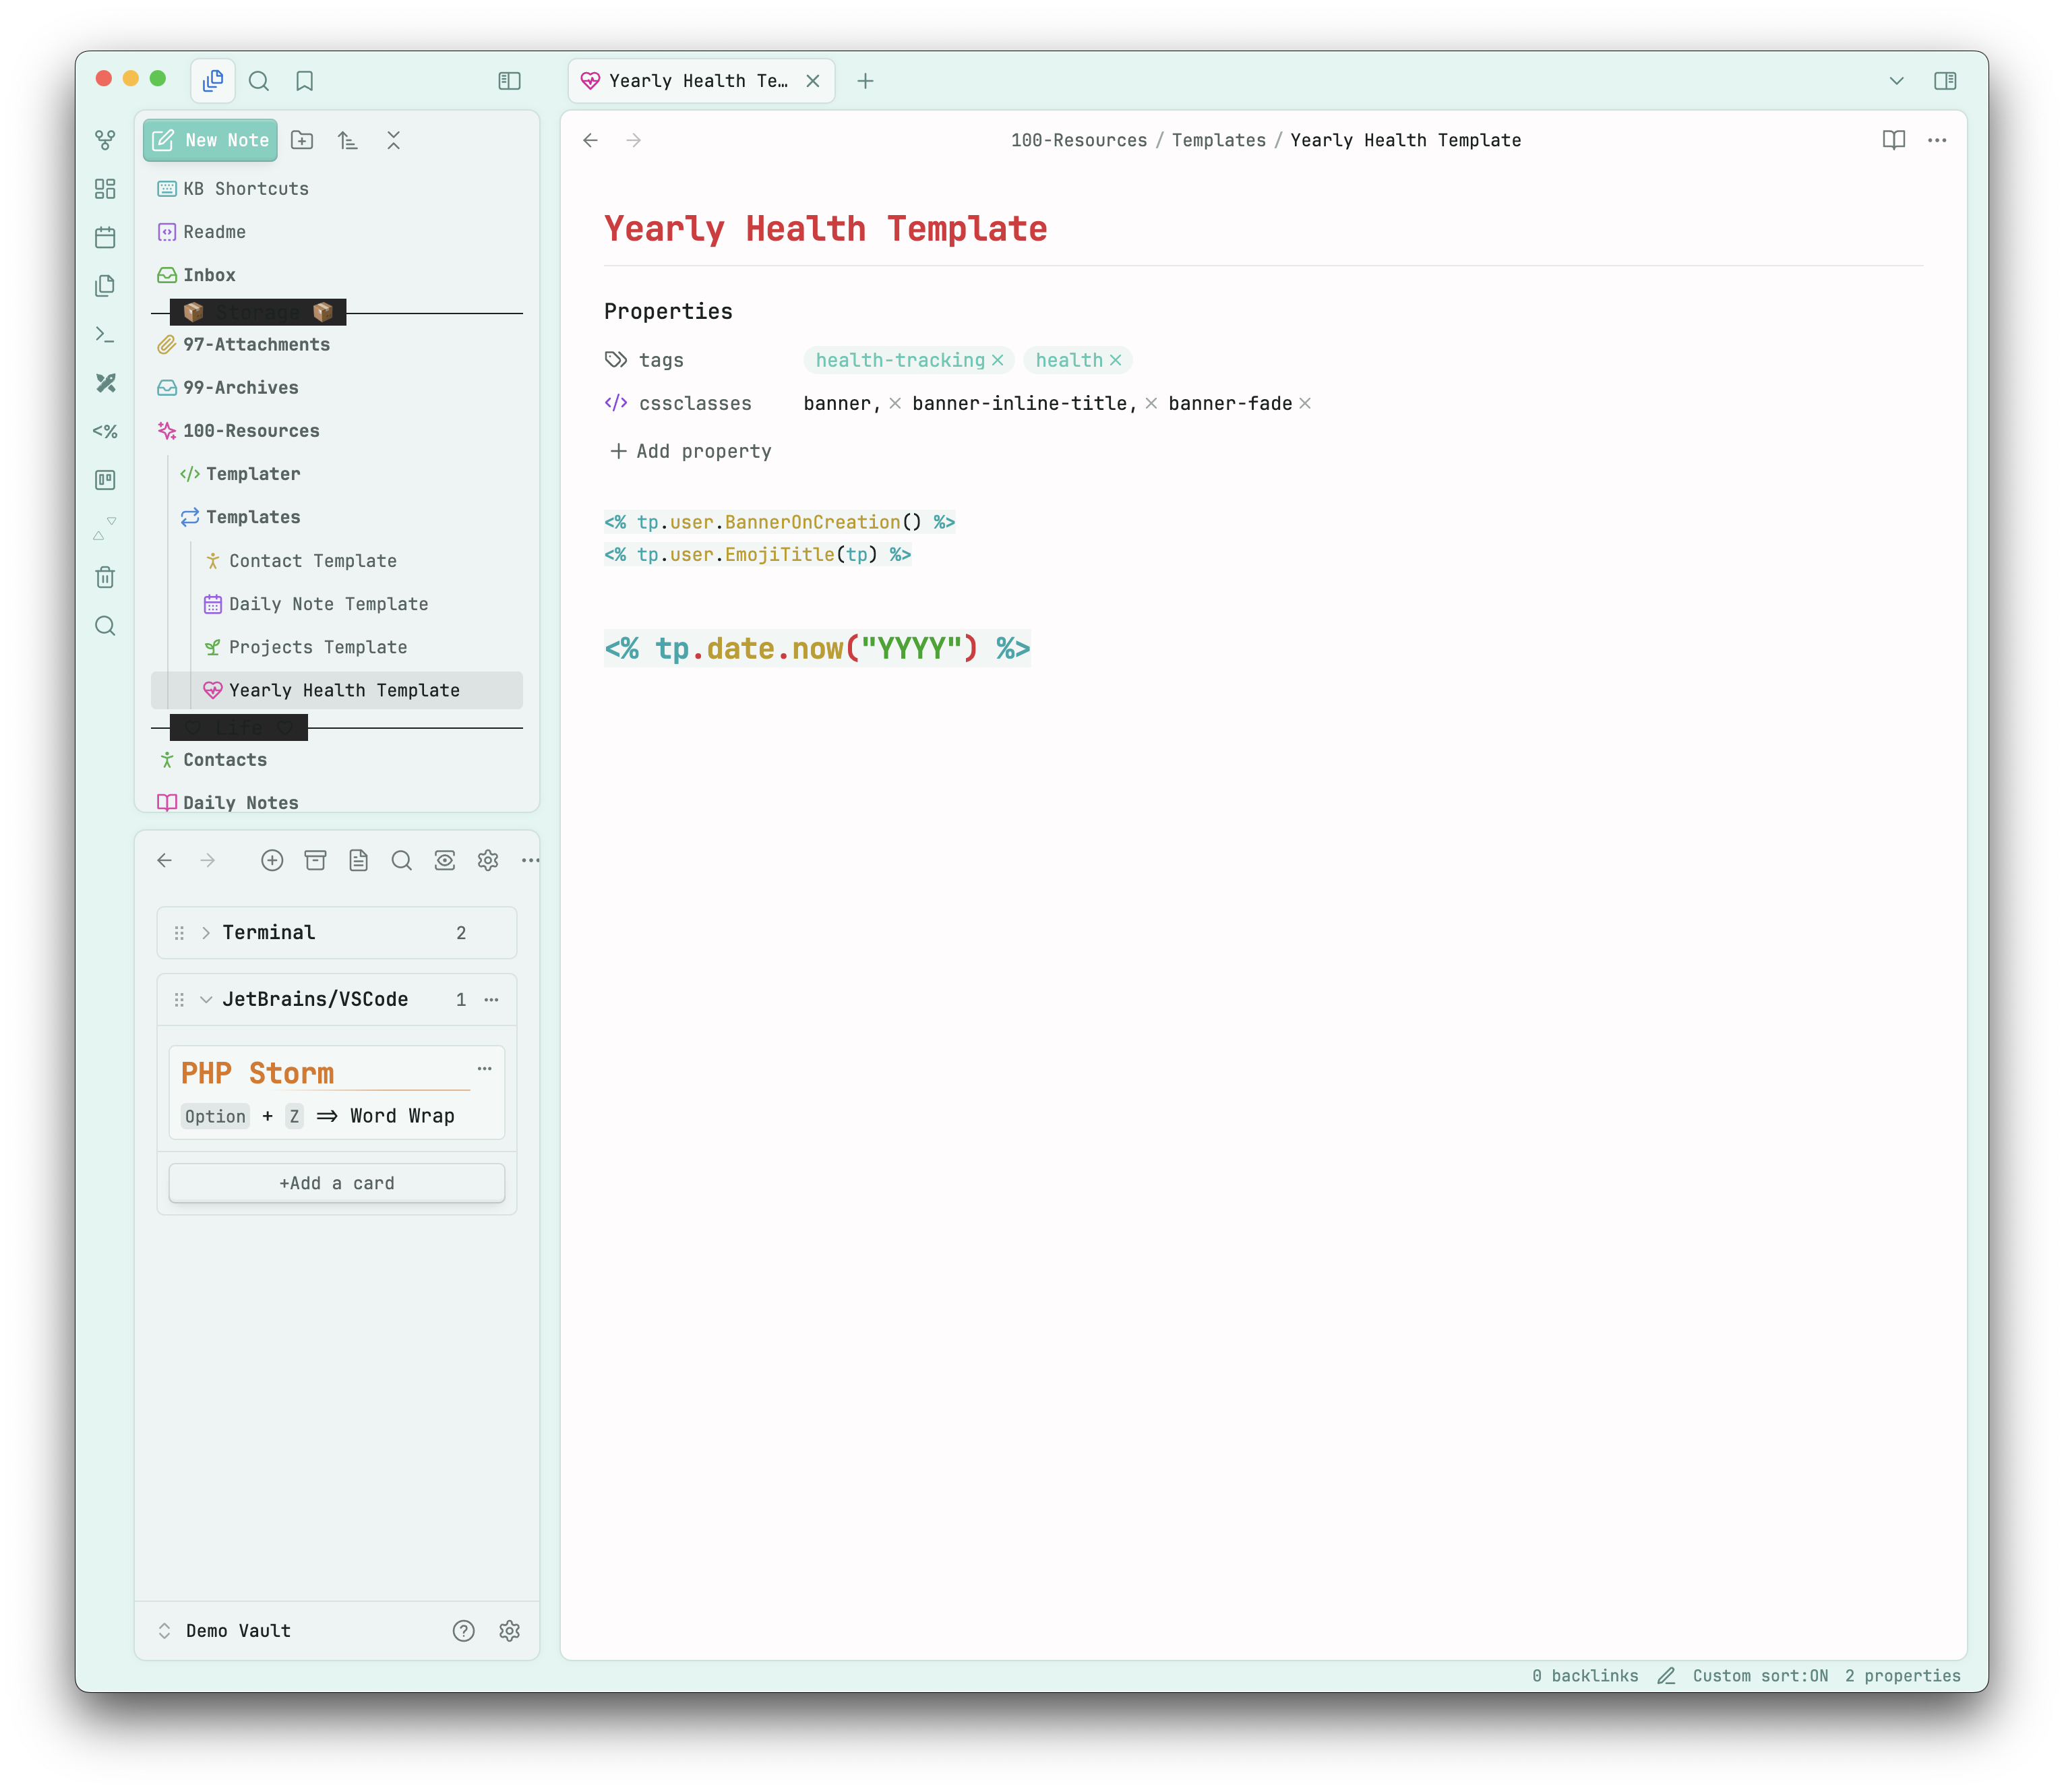 Yearly Health Te…
New Note
KB Shortcuts
Readme
Inbox
📦 Storage 📦
97-Attachments
99-Archives
100-Resources
Templater
Templates
Contact Template
Daily Note Template
Projects Template
Yearly Health Template
Life
Contacts
Daily Notes
Terminal 2
JetBrains/VSCode 1
PHP Storm
Option + Z ⇒ Word Wrap
+Add a card
Demo Vault
100-Resources / Templates / Yearly Health Template
Yearly Health Template
Properties
tags health-tracking health
cssclasses banner, banner-inline-title, banner-fade
Add property
<% tp.user.BannerOnCreation() %>
<% tp.user.EmojiTitle(tp) %>
<% tp.date.now("YYYY") %>
0 backlinks Custom sort:ON 2 properties